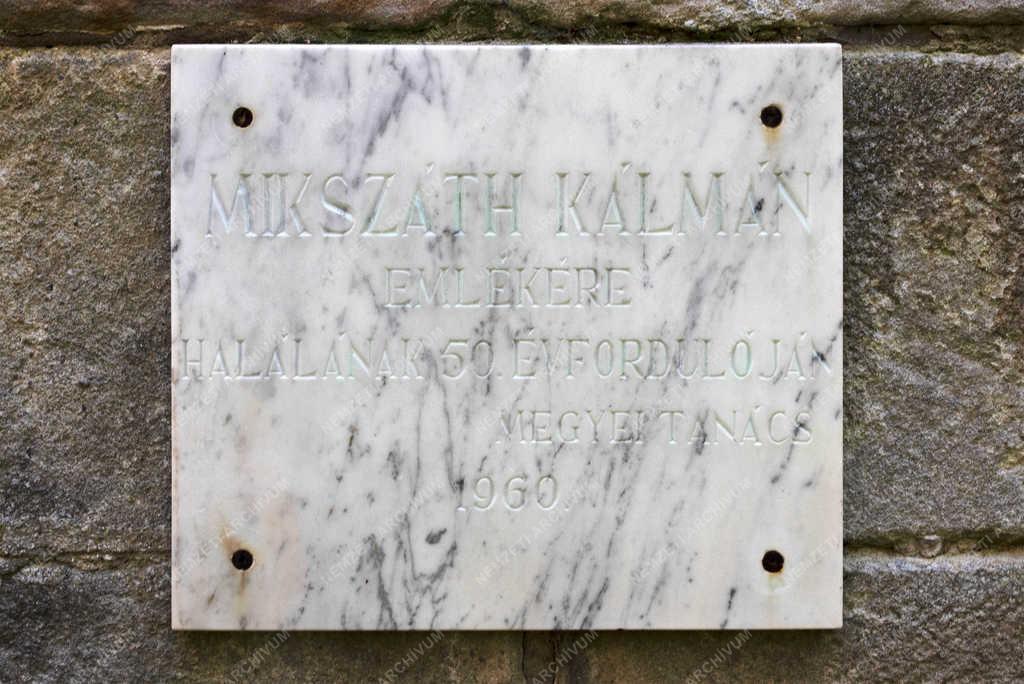 MIKSZÁTH KÁLMÁN
EMLÉKÉRE
HALÁLÁNAK 50. ÉVFORDULÓJÁN
MEGYEI TANÁCS
1960.